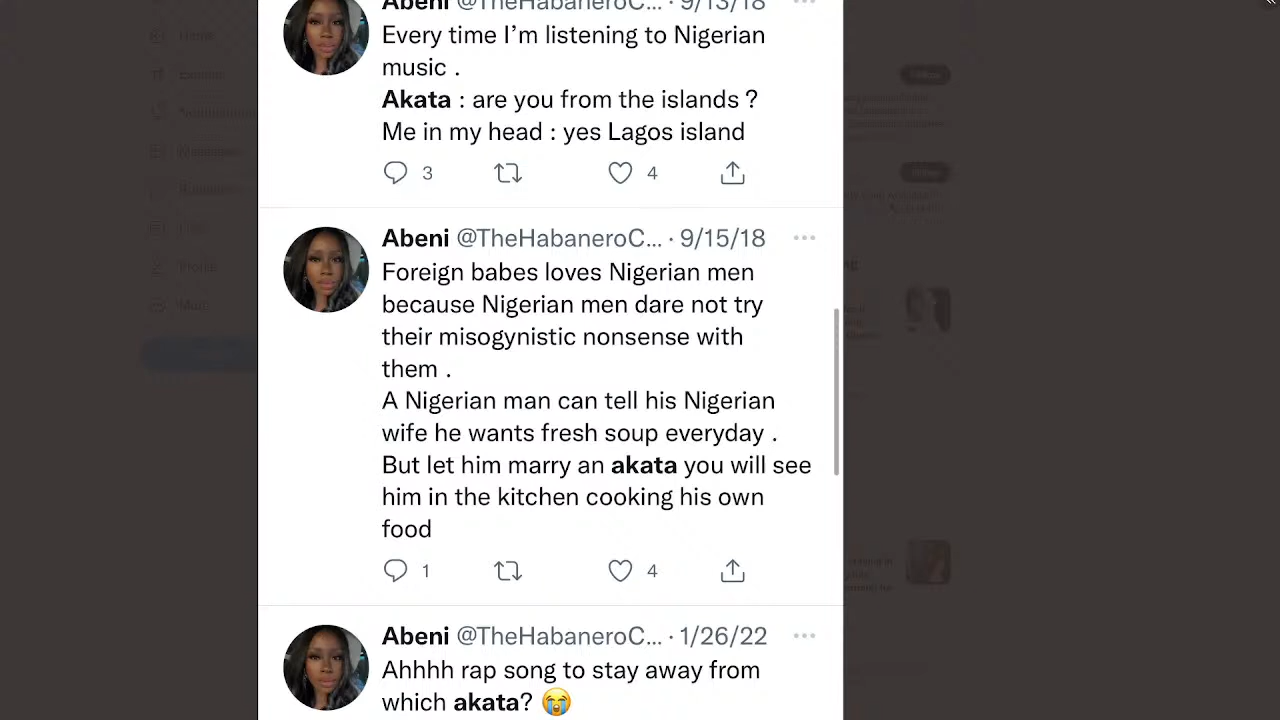 Abeni @TheHabaneroC... · 9/13/18
Every time I’m listening to Nigerian
music .
Akata : are you from the islands ?
Me in my head : yes Lagos island
3 4
Abeni @TheHabaneroC... · 9/15/18
Foreign babes loves Nigerian men
because Nigerian men dare not try
their misogynistic nonsense with
them .
A Nigerian man can tell his Nigerian
wife he wants fresh soup everyday .
But let him marry an akata you will see
him in the kitchen cooking his own
food
1 4
Abeni @TheHabaneroC... · 1/26/22
Ahhhh rap song to stay away from
which akata? 😭